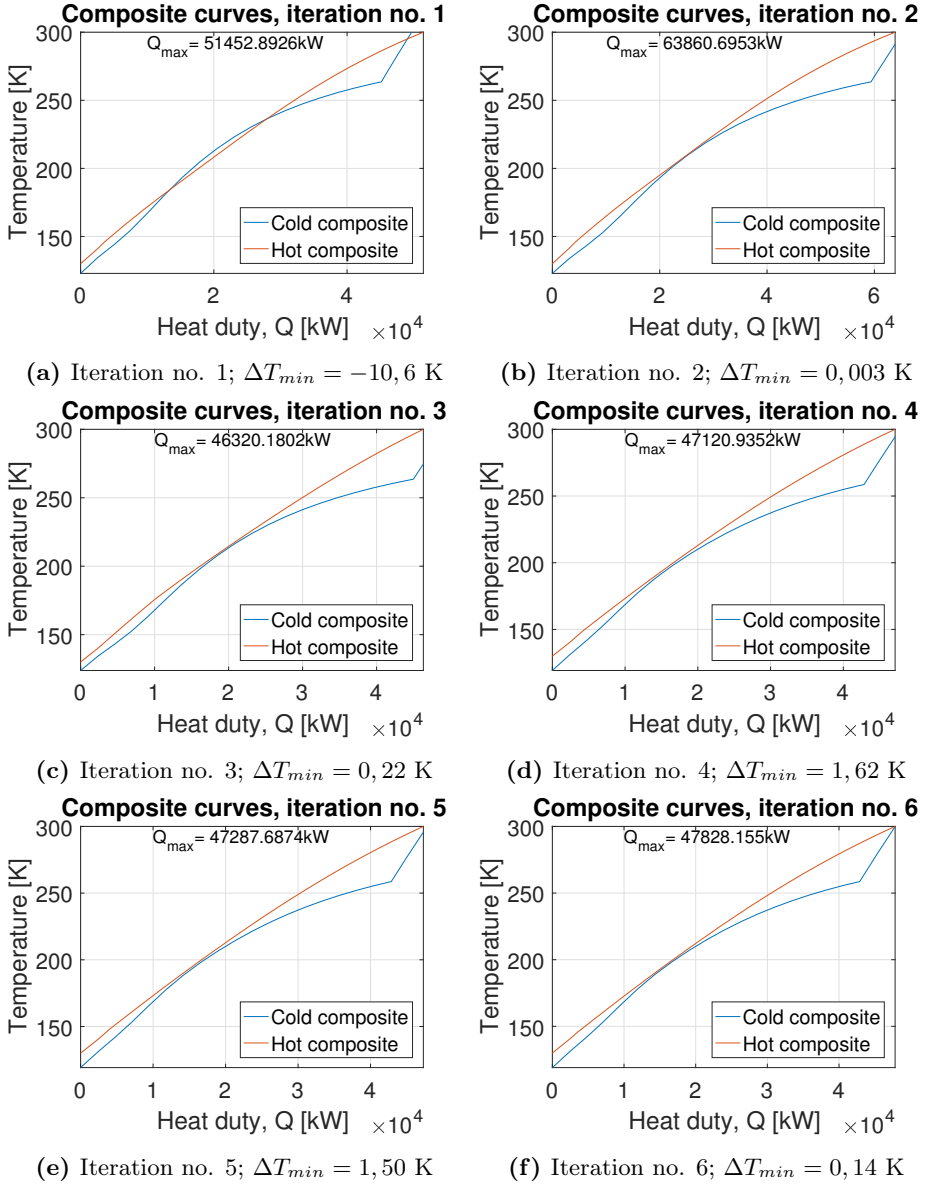 Composite curves, iteration no. 1
Q_max= 51452.8926kW
300
250
200
150
Temperature [K]
Cold composite
Hot composite
0 2 4
Heat duty, Q [kW] ×10^4
(a) Iteration no. 1; ΔT_min = −10,6 K
Composite curves, iteration no. 2
Q_max= 63860.6953kW
300
250
200
150
Temperature [K]
Cold composite
Hot composite
0 2 4 6
Heat duty, Q [kW] ×10^4
(b) Iteration no. 2; ΔT_min = 0,003 K
Composite curves, iteration no. 3
Q_max= 46320.1802kW
300
250
200
150
Temperature [K]
Cold composite
Hot composite
0 1 2 3 4
Heat duty, Q [kW] ×10^4
(c) Iteration no. 3; ΔT_min = 0,22 K
Composite curves, iteration no. 4
Q_max= 47120.9352kW
300
250
200
150
Temperature [K]
Cold composite
Hot composite
0 1 2 3 4
Heat duty, Q [kW] ×10^4
(d) Iteration no. 4; ΔT_min = 1,62 K
Composite curves, iteration no. 5
Q_max= 47287.6874kW
300
250
200
150
Temperature [K]
Cold composite
Hot composite
0 1 2 3 4
Heat duty, Q [kW] ×10^4
(e) Iteration no. 5; ΔT_min = 1,50 K
Composite curves, iteration no. 6
Q_max= 47828.155kW
300
250
200
150
Temperature [K]
Cold composite
Hot composite
0 1 2 3 4
Heat duty, Q [kW] ×10^4
(f) Iteration no. 6; ΔT_min = 0,14 K